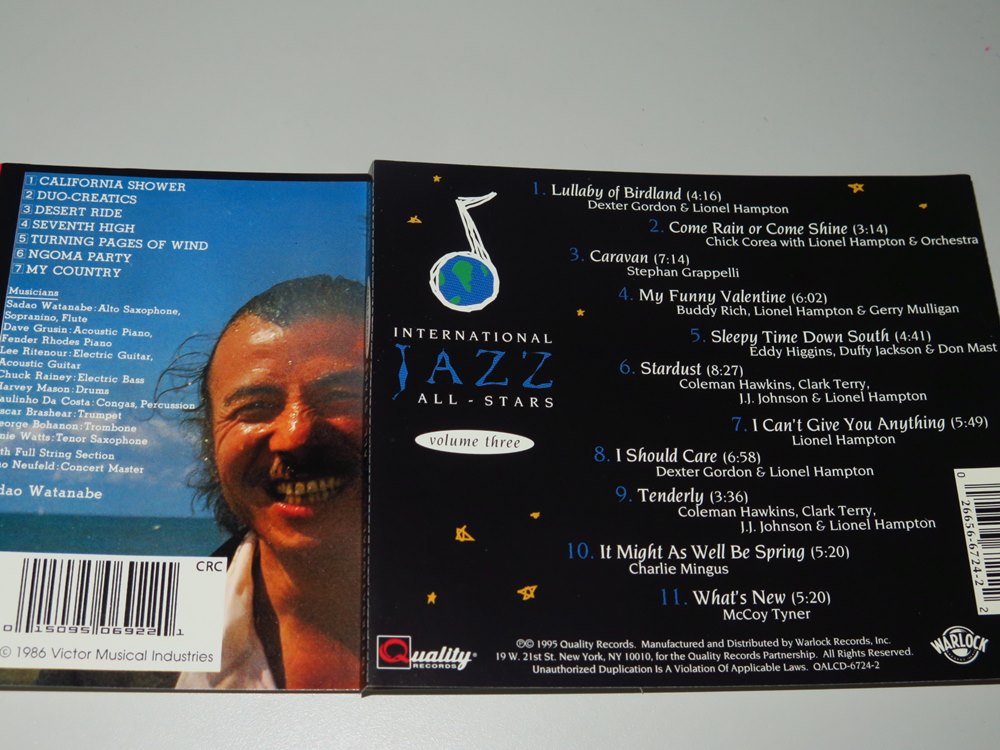 1 CALIFORNIA SHOWER
2 DUO-CREATICS
3 DESERT RIDE
4 SEVENTH HIGH
5 TURNING PAGES OF WIND
6 NGOMA PARTY
7 MY COUNTRY
Musicians
Sadao Watanabe: Alto Saxophone,
Sopranino, Flute
Dave Grusin: Acoustic Piano,
Fender Rhodes Piano
Lee Ritenour: Electric Guitar,
Acoustic Guitar
Chuck Rainey: Electric Bass
Harvey Mason: Drums
aulinho Da Costa: Congas, Percussion
scar Brashear: Trumpet
eorge Bohanon: Trombone
nie Watts: Tenor Saxophone
th Full String Section
no Neufeld: Concert Master
dao Watanabe
CRC
0 15095 06922 1
© 1986 Victor Musical Industries
INTERNATIONAL
JAZZ
ALL-STARS
volume three
1. Lullaby of Birdland (4:16)
Dexter Gordon & Lionel Hampton
2. Come Rain or Come Shine (3:14)
Chick Corea with Lionel Hampton & Orchestra
3. Caravan (7:14)
Stephan Grappelli
4. My Funny Valentine (6:02)
Buddy Rich, Lionel Hampton & Gerry Mulligan
5. Sleepy Time Down South (4:41)
Eddy Higgins, Duffy Jackson & Don Mast
6. Stardust (8:27)
Coleman Hawkins, Clark Terry,
J.J. Johnson & Lionel Hampton
7. I Can't Give You Anything (5:49)
Lionel Hampton
8. I Should Care (6:58)
Dexter Gordon & Lionel Hampton
9. Tenderly (3:36)
Coleman Hawkins, Clark Terry,
J.J. Johnson & Lionel Hampton
10. It Might As Well Be Spring (5:20)
Charlie Mingus
11. What's New (5:20)
McCoy Tyner
0 26656-6724-2 2
Quality®
RECORDS
℗© 1995 Quality Records. Manufactured and Distributed by Warlock Records, Inc.
19 W. 21st St. New York, NY 10010, for the Quality Records Partnership. All Rights Reserved.
Unauthorized Duplication Is A Violation Of Applicable Laws. QALCD-6724-2
WARLOCK